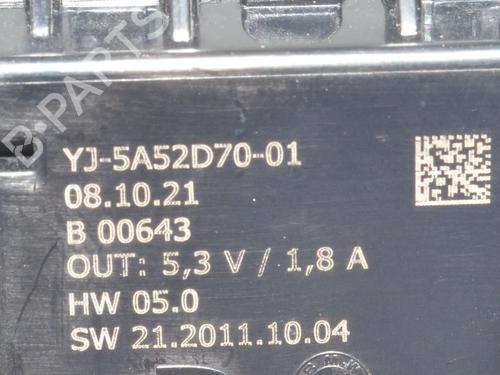 B-PARTS
YJ-5A52D70-01
08.10.21
B 00643
OUT: 5,3 V / 1,8 A
HW 05.0
SW 21.2011.10.04